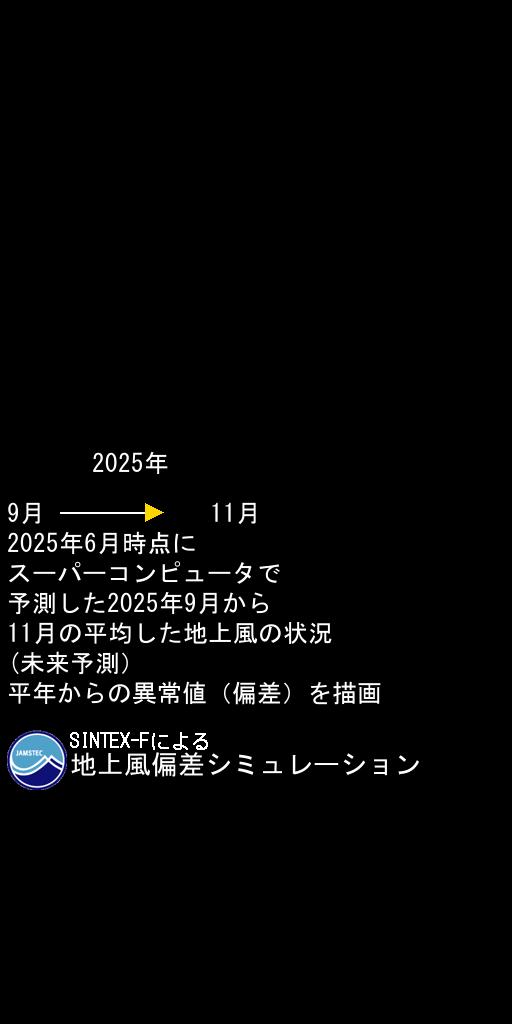 2025年
9月 11月
2025年6月時点に
スーパーコンピュータで
予測した2025年9月から
11月の平均した地上風の状況
(未来予測)
平年からの異常値(偏差)を描画
SINTEX-Fによる
JAMSTEC
地上風偏差シミュレーション